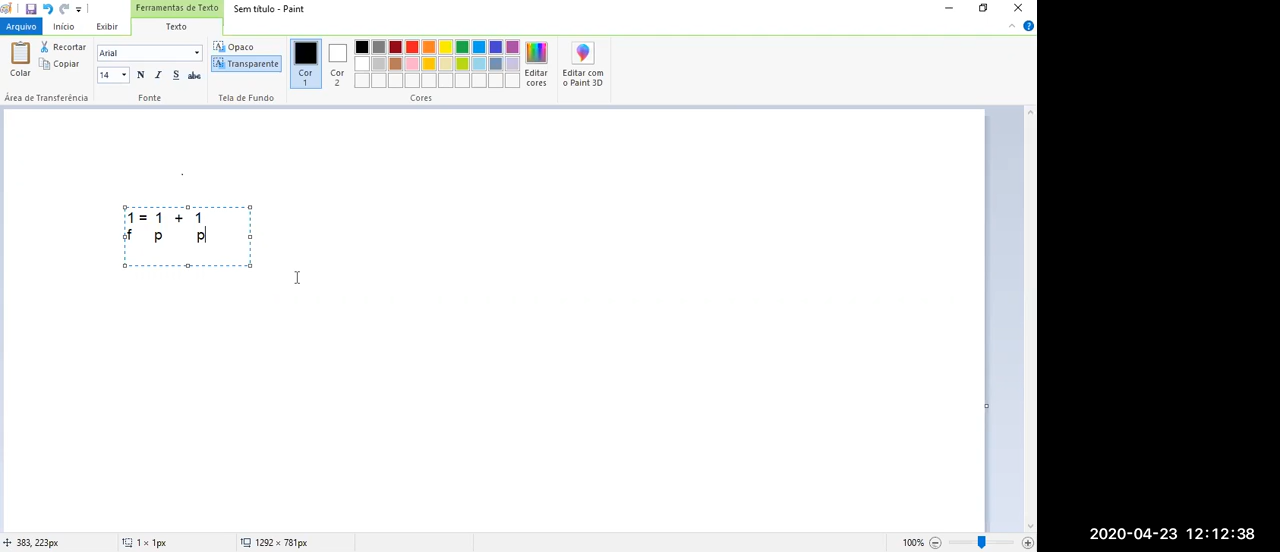 Ferramentas de Texto
Sem título - Paint
Arquivo Início Exibir Texto
Colar
Recortar
Copiar
Área de Transferência
Arial
14 N I S abc
Fonte
Opaco
Transparente
Tela de Fundo
Cor 1
Cor 2
Editar cores
Editar com o Paint 3D
Cores
1 = 1 + 1
f p p
383, 223px
1 × 1px
1292 × 781px
100%
2020-04-23 12:12:38